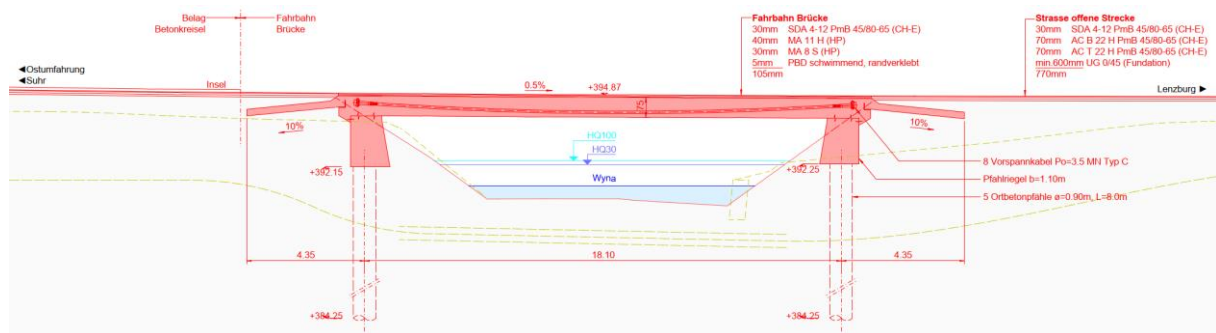 Belag
Betonkreisel
Fahrbahn
Brücke
Fahrbahn Brücke
30mm SDA 4-12 PmB 45/80-65 (CH-E)
40mm MA 11 H (HP)
30mm MA 8 S (HP)
5mm PBD schwimmend, randverklebt
105mm
Strasse offene Strecke
30mm SDA 4-12 PmB 45/80-65 (CH-E)
70mm AC B 22 H PmB 45/80-65 (CH-E)
70mm AC T 22 H PmB 45/80-65 (CH-E)
min.600mm UG 0/45 (Fundation)
770mm
◄Ostumfahrung
◄Suhr
Insel
0.5%
+394.87
Lenzburg ►
75
10%
10%
HQ100
HQ30
+392.15
+392.25
8 Vorspannkabel Po=3.5 MN Typ C
Wyna
Pfahlriegel b=1.10m
5 Ortbetonpfähle ø=0.90m, L=8.0m
4.35
18.10
4.35
+384.25
+384.25